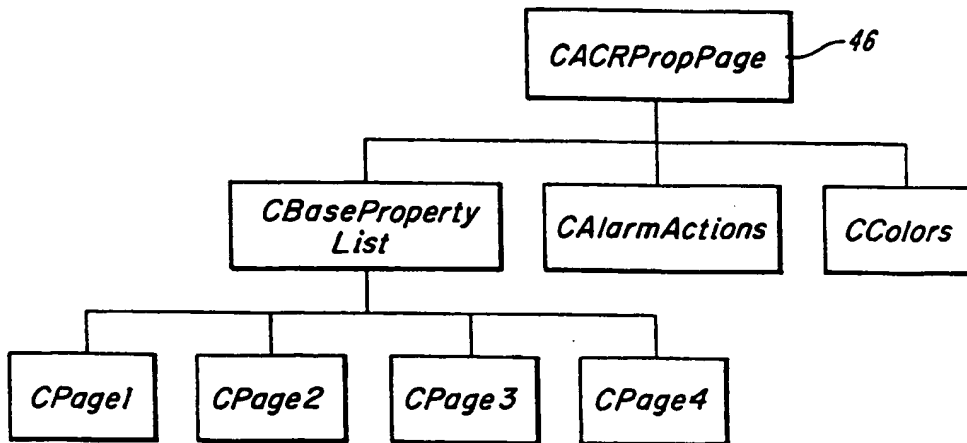 CACRPropPage
46
CBaseProperty
List
CAlarmActions
CColors
CPage1
CPage2
CPage3
CPage4